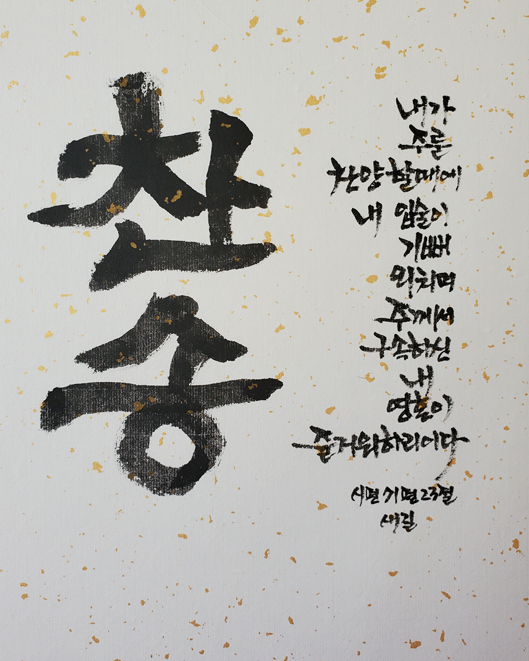 찬
송
내가
주를
찬양할때에
내 입술이
기뻐
외치며
주께서
구속하신
내
영혼이
즐거워하리이다
시편 71편 23절
새길